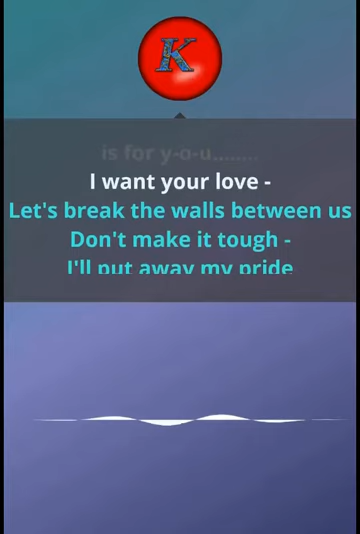 K
is for y-o-u........
I want your love -
Let's break the walls between us
Don't make it tough -
I'll put away my pride